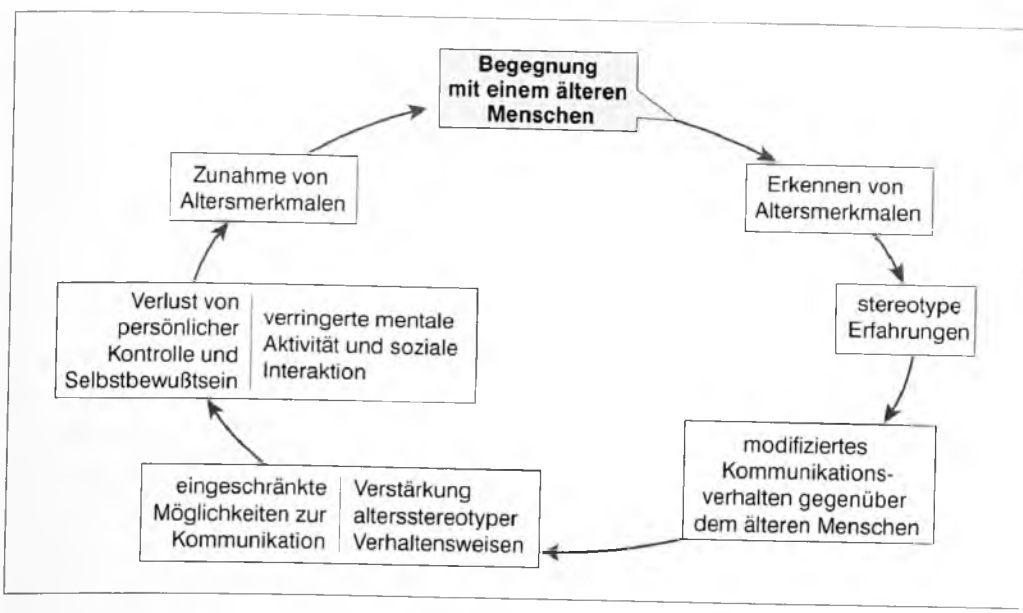 Begegnung
mit einem älteren
Menschen
Erkennen von
Altersmerkmalen
stereotype
Erfahrungen
modifiziertes
Kommunikations-
verhalten gegenüber
dem älteren Menschen
eingeschränkte
Möglichkeiten zur
Kommunikation
Verstärkung
altersstereotyper
Verhaltensweisen
Verlust von
persönlicher
Kontrolle und
Selbstbewußtsein
verringerte mentale
Aktivität und soziale
Interaktion
Zunahme von
Altersmerkmalen